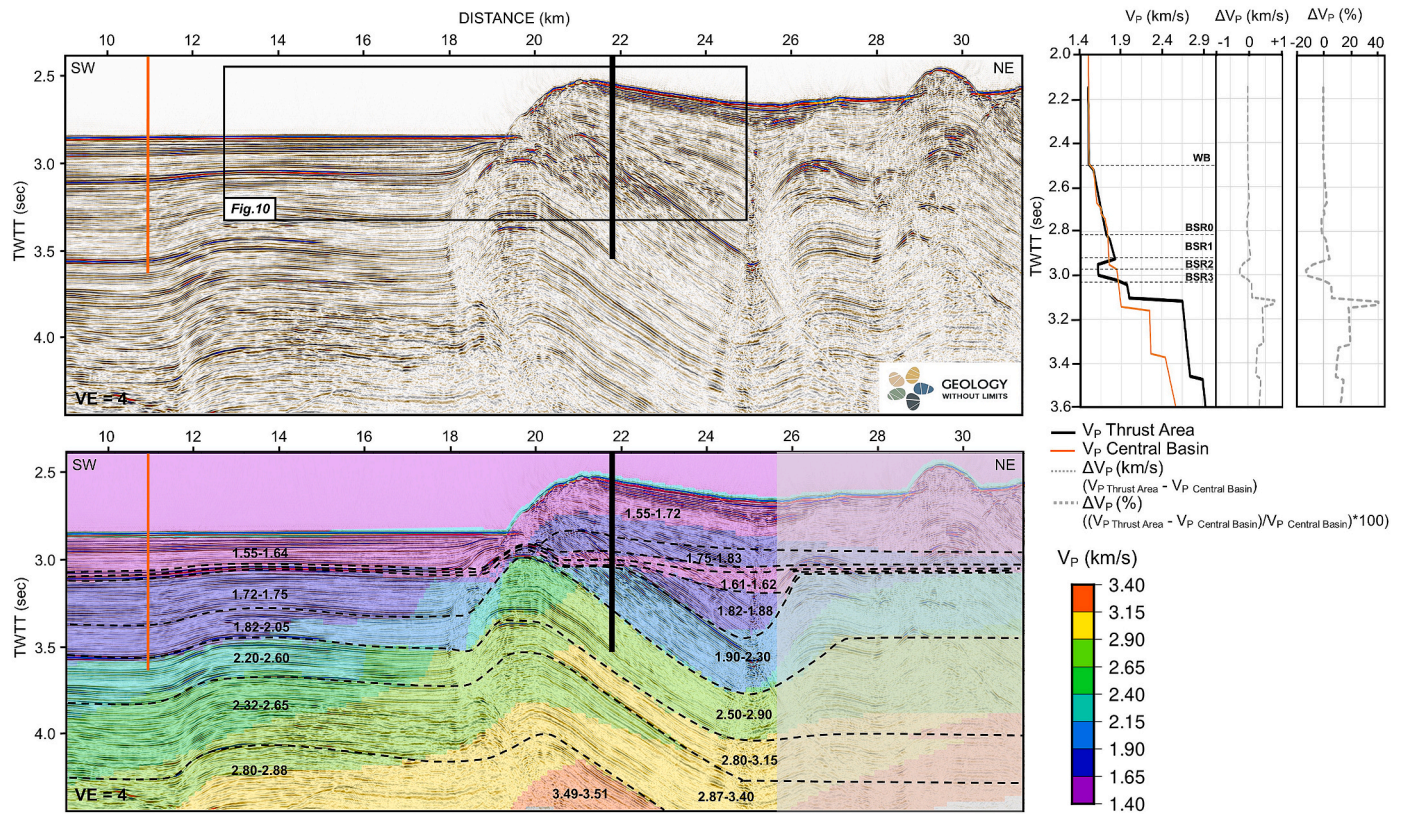 DISTANCE (km)
10 12 14 16 18 20 22 24 26 28 30
SW
NE
2.5
3.0
3.5
4.0
TWTT (sec)
Fig.10
VE = 4
GEOLOGY
WITHOUT LIMITS
VP (km/s)
ΔVP (km/s)
ΔVP (%)
1.4 1.9 2.4 2.9
-1 0 +1
-20 0 20 40
2.0
2.2
2.4
2.6
2.8
3.0
3.2
3.4
3.6
TWTT (sec)
WB
BSR0
BSR1
BSR2
BSR3
VP Thrust Area
VP Central Basin
ΔVP (km/s)
(VP Thrust Area - VP Central Basin)
ΔVP (%)
((VP Thrust Area - VP Central Basin)/VP Central Basin)*100)
10 12 14 16 18 20 22 24 26 28 30
SW
NE
2.5
3.0
3.5
4.0
TWTT (sec)
1.55-1.64
1.72-1.75
1.82-2.05
2.20-2.60
2.32-2.65
2.80-2.88
1.55-1.72
1.75-1.83
1.61-1.62
1.82-1.88
1.90-2.30
2.50-2.90
2.80-3.15
2.87-3.40
3.49-3.51
VE = 4
VP (km/s)
3.40
3.15
2.90
2.65
2.40
2.15
1.90
1.65
1.40